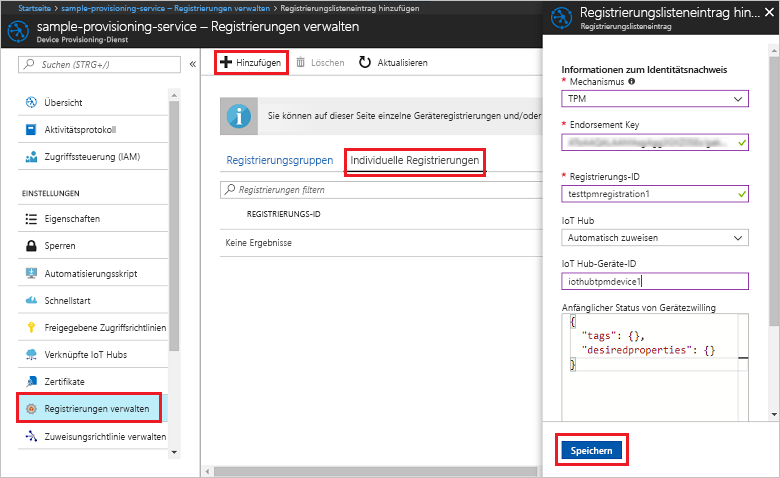 Startseite > sample-provisioning-service – Registrierungen verwalten > Registrierungslisteneintrag hinzufügen
sample-provisioning-service – Registrierungen verwalten
Device Provisioning-Dienst
Suchen (STRG+/)
Übersicht
Aktivitätsprotokoll
Zugriffssteuerung (IAM)
EINSTELLUNGEN
Eigenschaften
Sperren
Automatisierungsskript
Schnellstart
Freigegebene Zugriffsrichtlinien
Verknüpfte IoT Hubs
Zertifikate
Registrierungen verwalten
Zuweisungsrichtlinie verwalten
Hinzufügen
Löschen
Aktualisieren
Sie können auf dieser Seite einzelne Geräteregistrierungen und/oder
Registrierungsgruppen
Individuelle Registrierungen
Registrierungen filtern
REGISTRIERUNGS-ID
Keine Ergebnisse
Registrierungslisteneintrag hin...
Registrierungslisteneintrag
Informationen zum Identitätsnachweis
* Mechanismus
TPM
* Endorsement Key
* Registrierungs-ID
testtpmregistration1
IoT Hub
Automatisch zuweisen
IoT Hub-Geräte-ID
iothubtpmdevice1
Anfänglicher Status von Gerätezwilling
{
"tags": {},
"desiredproperties": {}
}
Speichern